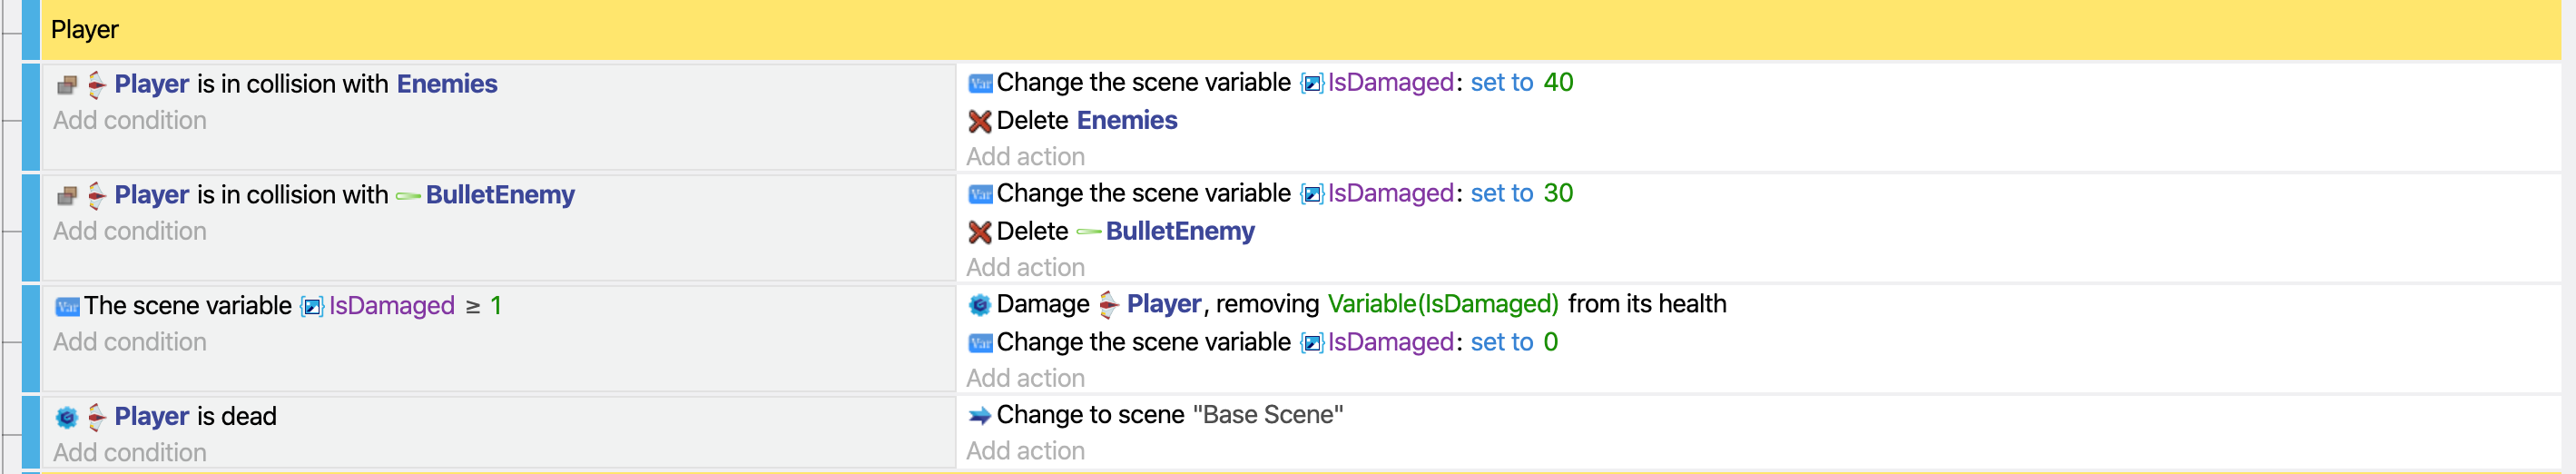 Player
Player is in collision with Enemies
Add condition
Var Change the scene variable IsDamaged: set to 40
Delete Enemies
Add action
Player is in collision with BulletEnemy
Add condition
Var Change the scene variable IsDamaged: set to 30
Delete BulletEnemy
Add action
Var The scene variable IsDamaged ≥ 1
Add condition
Damage Player, removing Variable(IsDamaged) from its health
Var Change the scene variable IsDamaged: set to 0
Add action
Player is dead
Add condition
Change to scene "Base Scene"
Add action